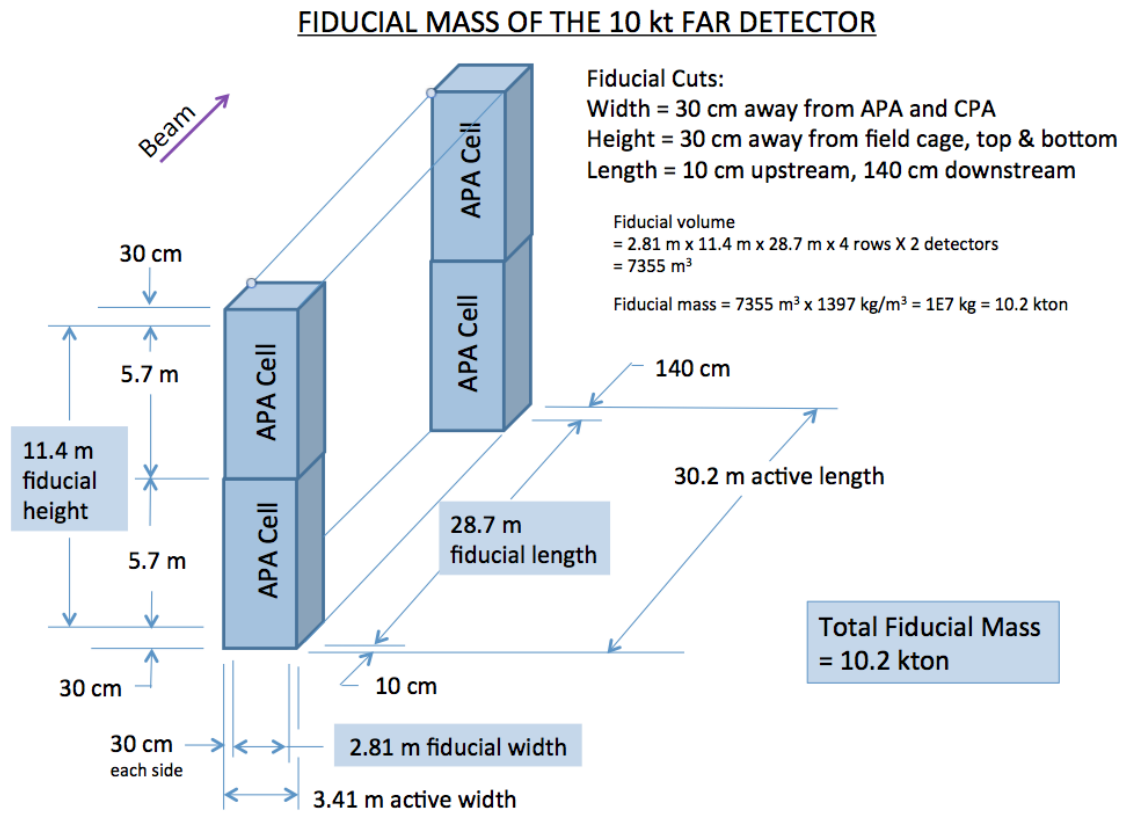 FIDUCIAL MASS OF THE 10 kt FAR DETECTOR
Beam
Fiducial Cuts:
Width = 30 cm away from APA and CPA
Height = 30 cm away from field cage, top & bottom
Length = 10 cm upstream, 140 cm downstream
Fiducial volume
= 2.81 m x 11.4 m x 28.7 m x 4 rows X 2 detectors
= 7355 m³
Fiducial mass = 7355 m³ x 1397 kg/m³ = 1E7 kg = 10.2 kton
APA Cell
APA Cell
APA Cell
APA Cell
30 cm
5.7 m
11.4 m
fiducial
height
5.7 m
30 cm
140 cm
30.2 m active length
28.7 m
fiducial length
10 cm
Total Fiducial Mass
= 10.2 kton
30 cm
each side
2.81 m fiducial width
3.41 m active width